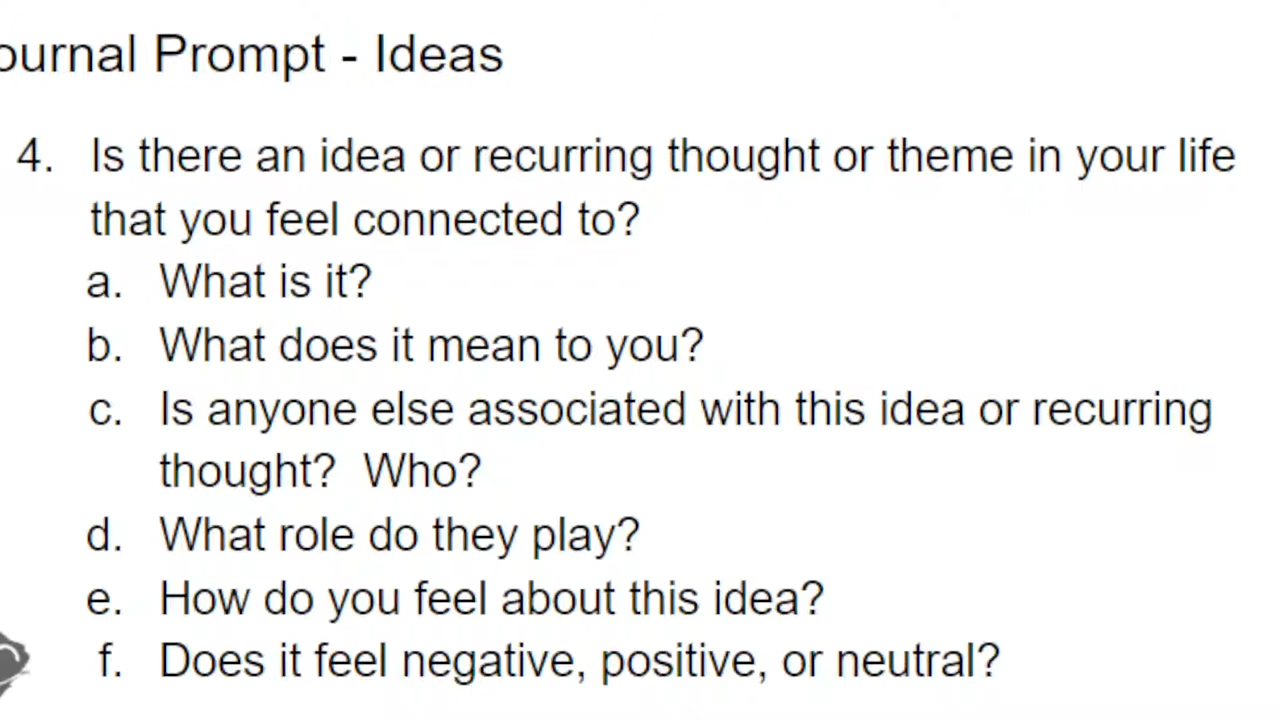 ournal Prompt - Ideas
4. Is there an idea or recurring thought or theme in your life
that you feel connected to?
a. What is it?
b. What does it mean to you?
c. Is anyone else associated with this idea or recurring
thought?  Who?
d. What role do they play?
e. How do you feel about this idea?
f. Does it feel negative, positive, or neutral?